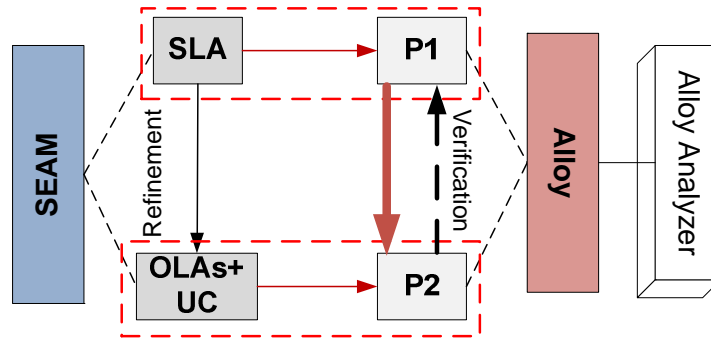 SEAM
SLA
P1
Refinement
Verification
OLAs+
UC
P2
Alloy
Alloy Analyzer